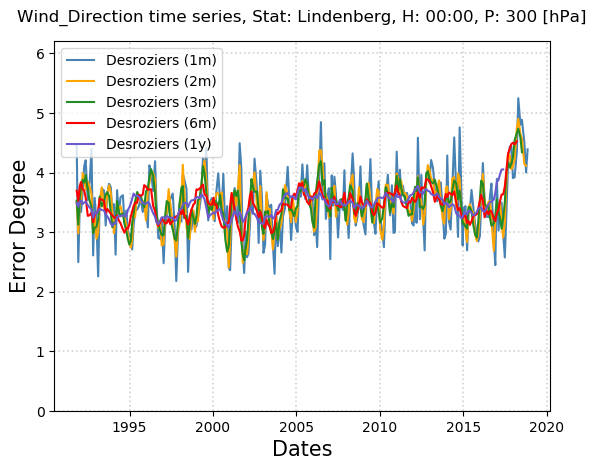 Wind_Direction time series, Stat: Lindenberg, H: 00:00, P: 300 [hPa]
Desroziers (1m)
Desroziers (2m)
Desroziers (3m)
Desroziers (6m)
Desroziers (1y)
Error Degree
6
5
4
3
2
1
0
1995 2000 2005 2010 2015 2020
Dates